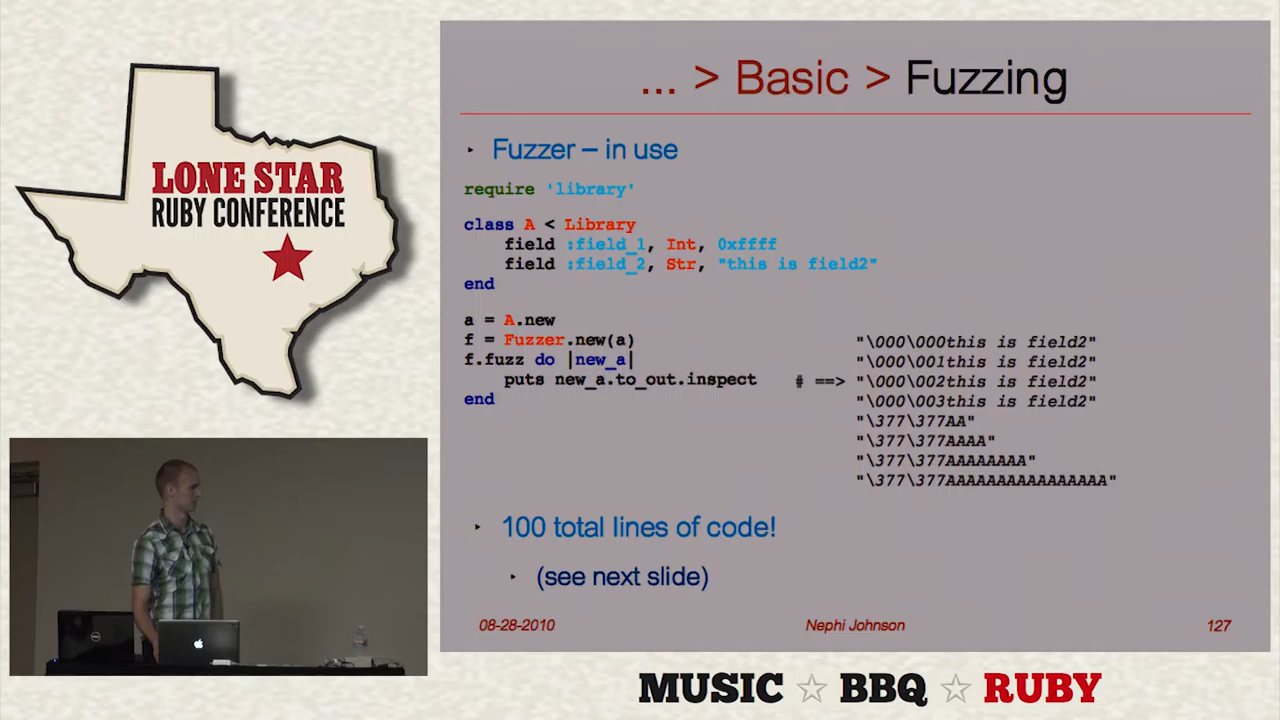 LONE STAR
RUBY CONFERENCE
... > Basic > Fuzzing
‣ Fuzzer – in use
require 'library'
class A < Library
field :field_1, Int, 0xffff
field :field_2, Str, "this is field2"
end
a = A.new
f = Fuzzer.new(a)
f.fuzz do |new_a|
puts new_a.to_out.inspect # ==>
end
"\000\000this is field2"
"\000\001this is field2"
"\000\002this is field2"
"\000\003this is field2"
"\377\377AA"
"\377\377AAAA"
"\377\377AAAAAAAA"
"\377\377AAAAAAAAAAAAAAAA"
‣ 100 total lines of code!
‣ (see next slide)
08-28-2010 Nephi Johnson 127
MUSIC ☆ BBQ ☆ RUBY